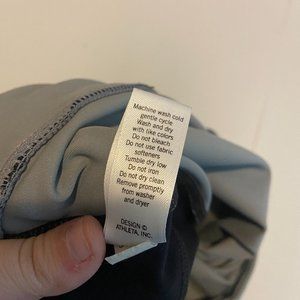 Machine wash cold
gentle cycle
Wash and dry
with like colors
Do not bleach
Do not use fabric
softeners
Tumble dry low
Do not iron
Do not dry clean
Remove promptly
from washer
and dryer
DESIGN ©
ATHLETA, INC.